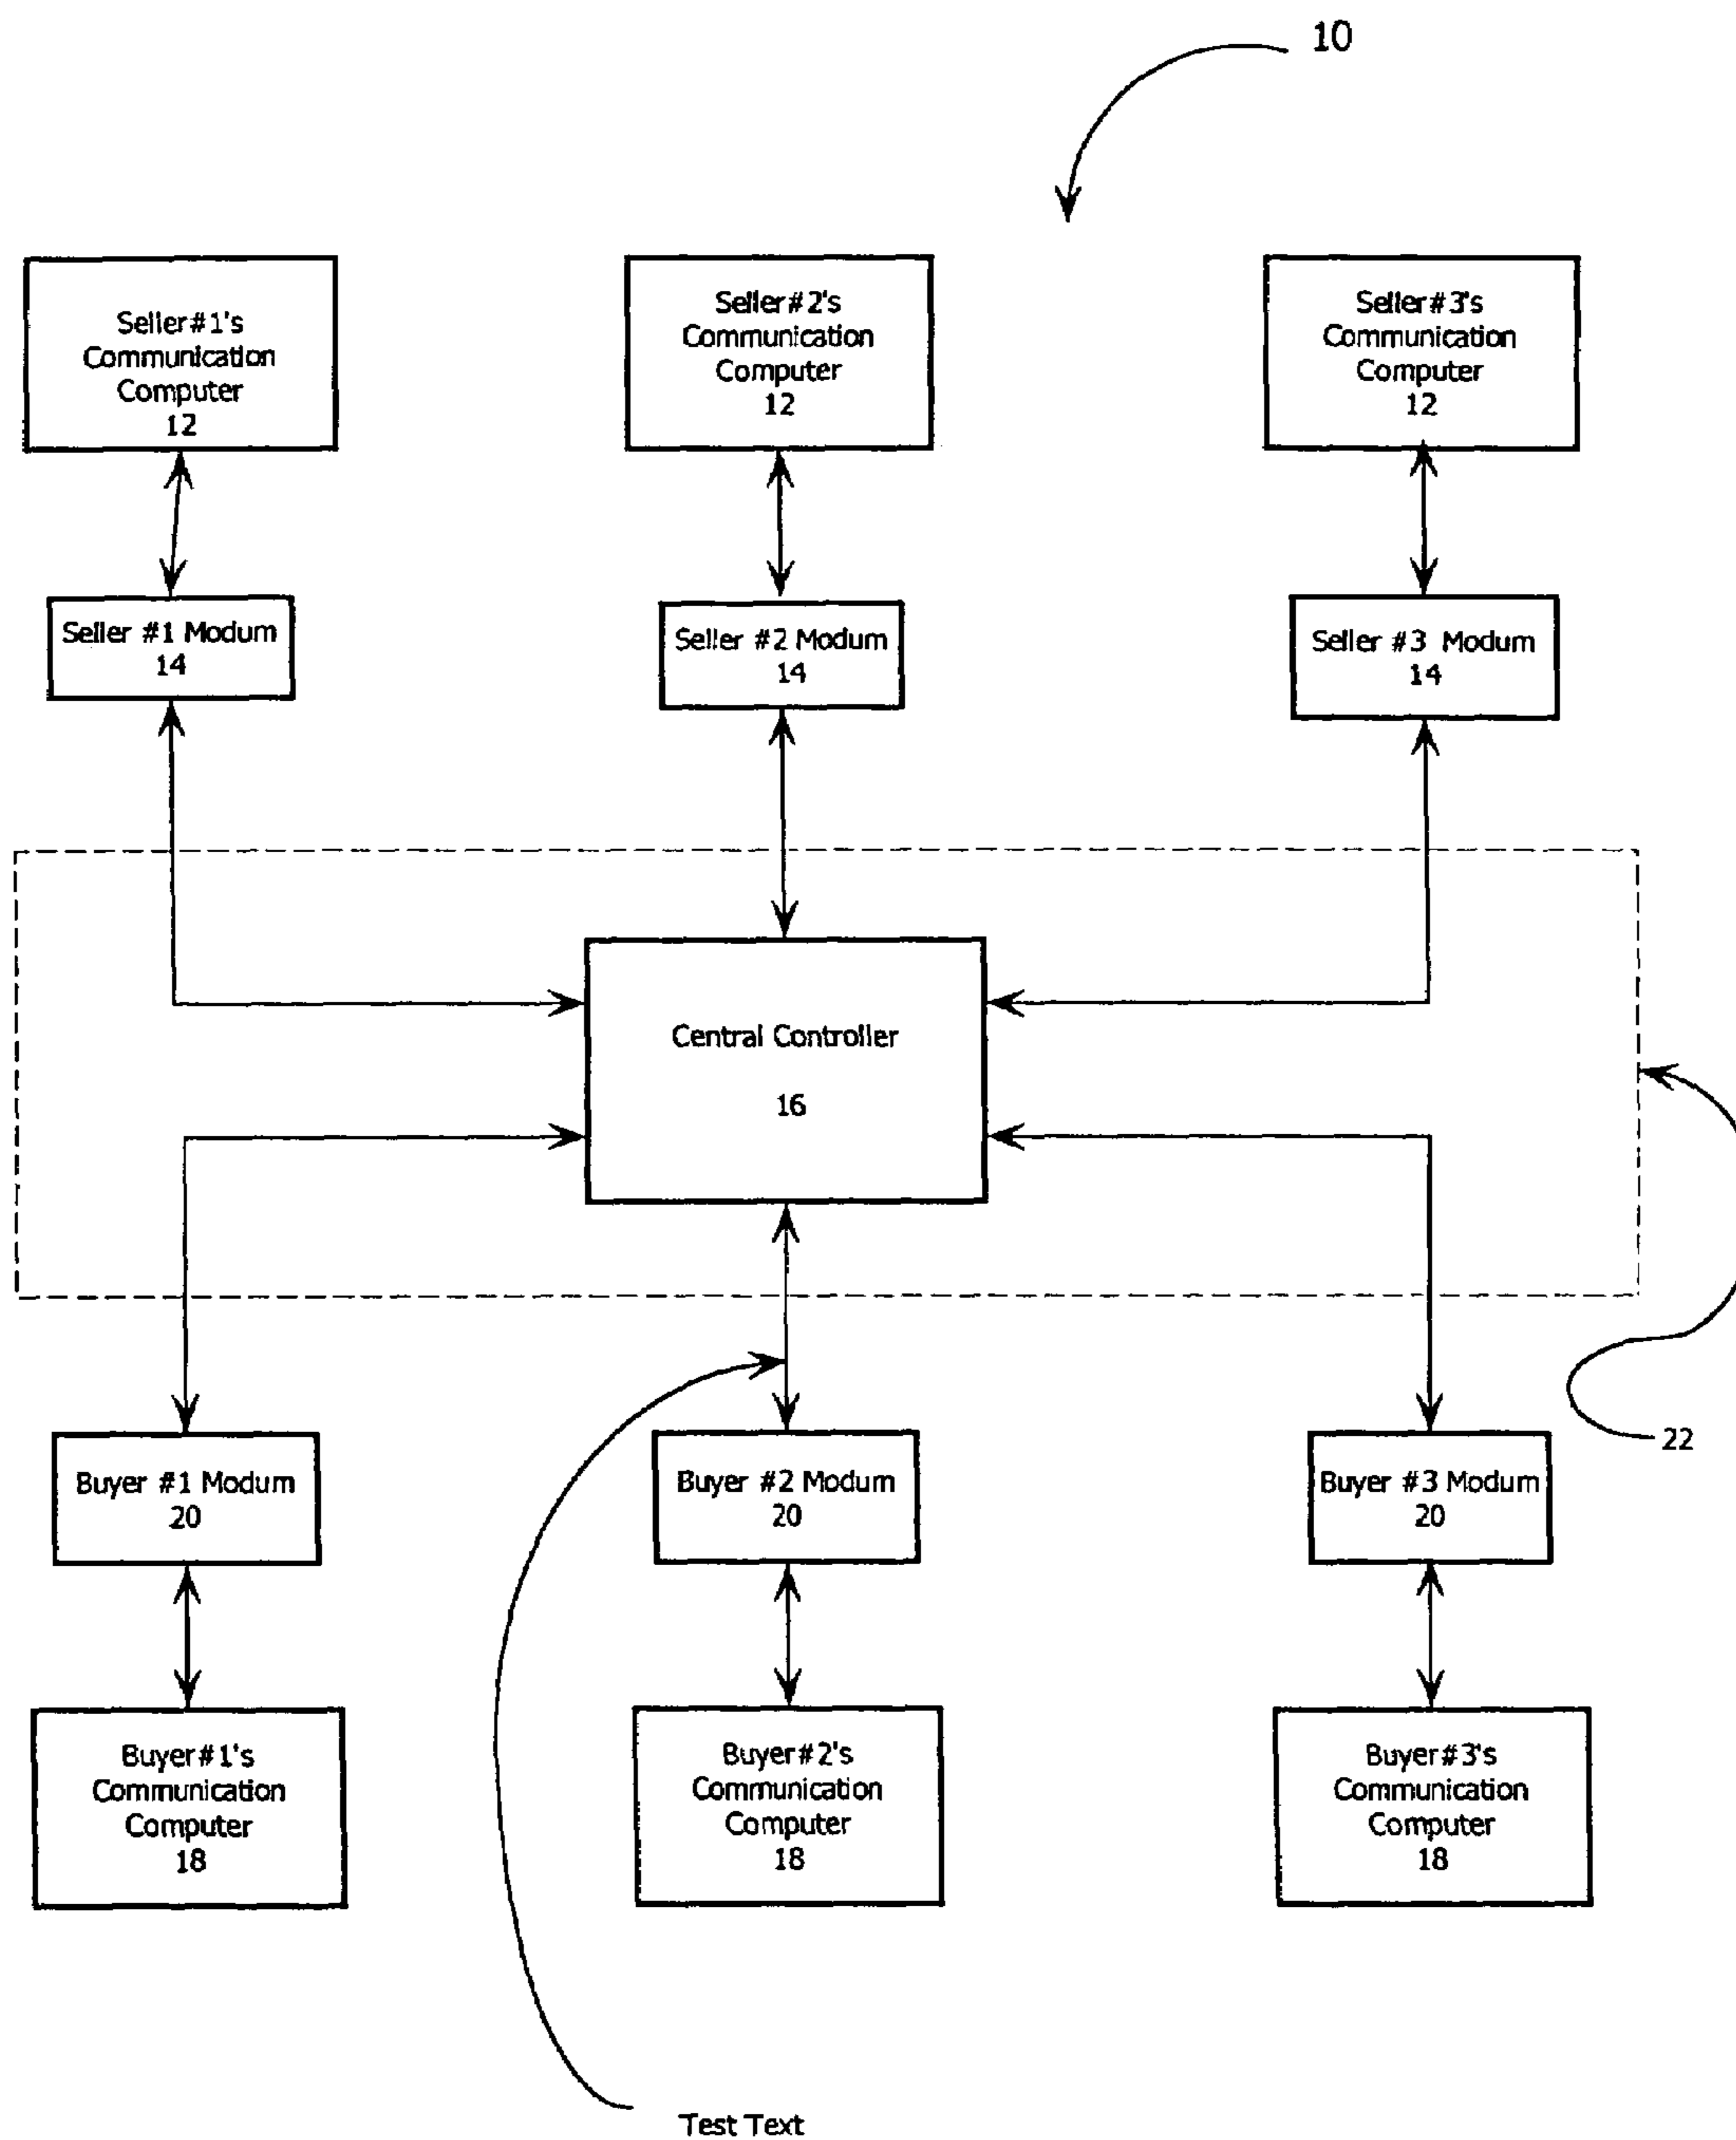 10
Seller#1's
Communication
Computer
12
Seller#2's
Communication
Computer
12
Seller#3's
Communication
Computer
12
Seller #1 Modum
14
Seller #2 Modum
14
Seller #3 Modum
14
Central Controller
16
22
Buyer #1 Modum
20
Buyer #2 Modum
20
Buyer #3 Modum
20
Buyer#1's
Communication
Computer
18
Buyer#2's
Communication
Computer
18
Buyer#3's
Communication
Computer
18
Test Text